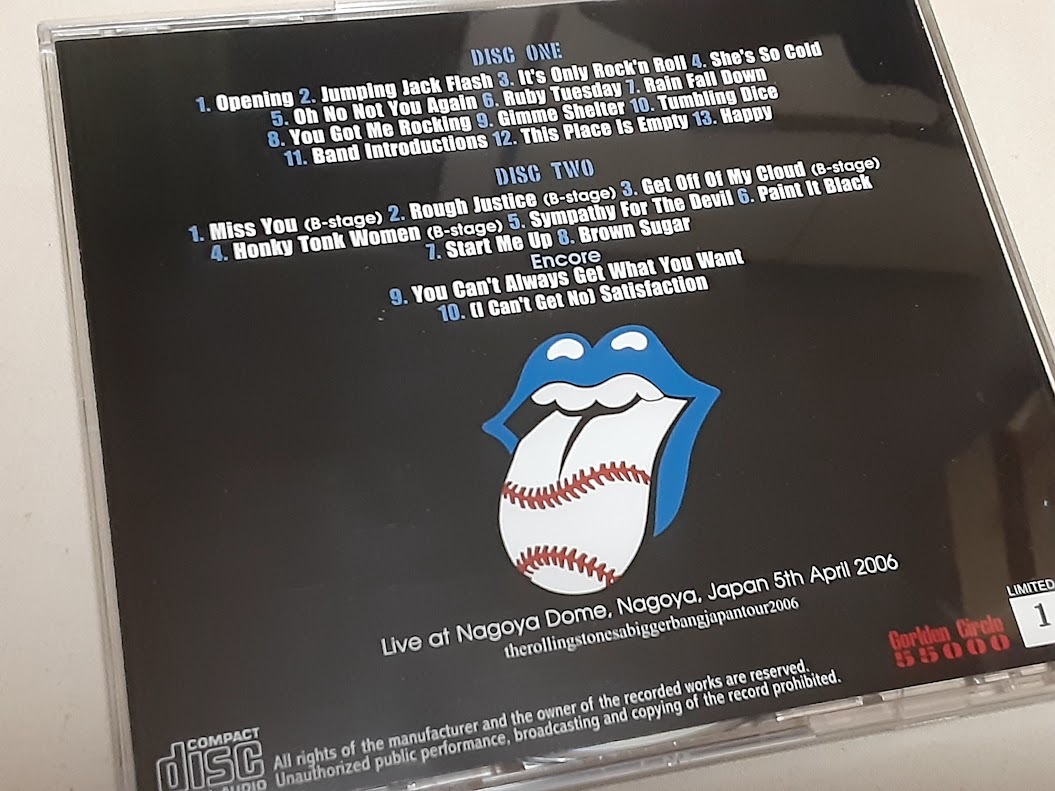 DISC ONE
1. Opening 2. Jumping Jack Flash 3. It's Only Rock'n Roll 4. She's So Cold
5. Oh No Not You Again 6. Ruby Tuesday 7. Rain Fall Down
8. You Got Me Rocking 9. Gimme Shelter 10. Tumbling Dice
11. Band Introductions 12. This Place Is Empty 13. Happy
DISC TWO
1. Miss You (B-stage) 2. Rough Justice (B-stage) 3. Get Off Of My Cloud (B-stage)
4. Honky Tonk Women (B-stage) 5. Sympathy For The Devil 6. Paint It Black
7. Start Me Up 8. Brown Sugar
Encore
9. You Can't Always Get What You Want
10. (I Can't Get No) Satisfaction
Live at Nagoya Dome, Nagoya, Japan 5th April 2006
therollingstonesabiggerbangjapantour2006
LIMITED
1
Gorlden Circle
55000
All rights of the manufacturer and the owner of the recorded works are reserved.
Unauthorized public performance, broadcasting and copying of the record prohibited.
COMPACT
disc
AUDIO